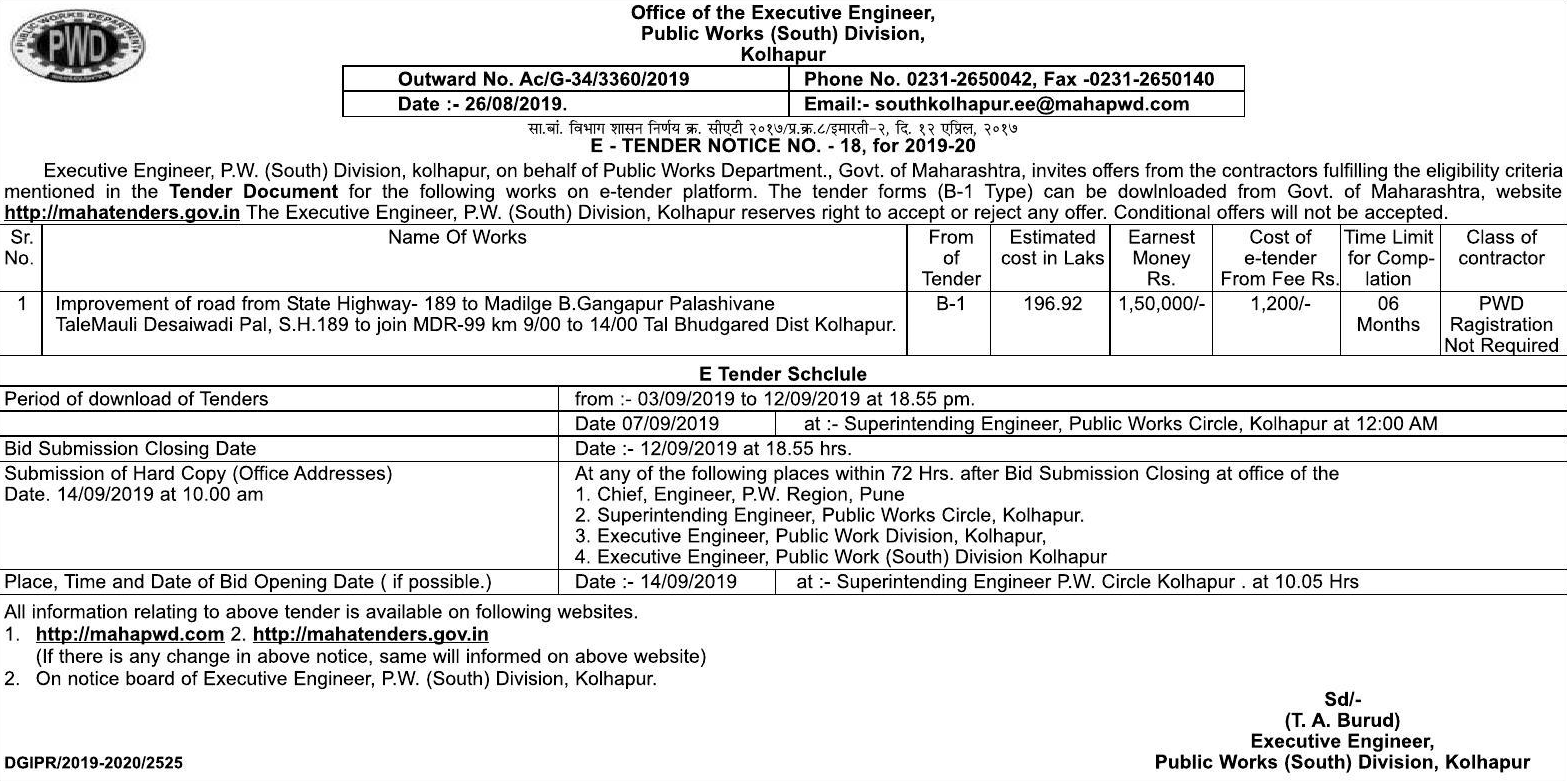 PUBLIC WORKS DEPARTMENT
PWD
Office of the Executive Engineer,
Public Works (South) Division,
Kolhapur
Outward No. Ac/G-34/3360/2019 Phone No. 0231-2650042, Fax -0231-2650140
Date :- 26/08/2019. Email:- southkolhapur.ee@mahapwd.com
सा.बां. विभाग शासन निर्णय क्र. सीएटी २०१७/प्र.क्र.८/इमारती-२, दि. १२ एप्रिल, २०१७
E - TENDER NOTICE NO. - 18, for 2019-20
Executive Engineer, P.W. (South) Division, kolhapur, on behalf of Public Works Department., Govt. of Maharashtra, invites offers from the contractors fulfilling the eligibility criteria
mentioned in the Tender Document for the following works on e-tender platform. The tender forms (B-1 Type) can be dowlnloaded from Govt. of Maharashtra, website
http://mahatenders.gov.in The Executive Engineer, P.W. (South) Division, Kolhapur reserves right to accept or reject any offer. Conditional offers will not be accepted.
Sr. Name Of Works From Estimated Earnest Cost of Time Limit Class of
No. of cost in Laks Money e-tender for Comp- contractor
Tender Rs. From Fee Rs. lation
1 Improvement of road from State Highway- 189 to Madilge B.Gangapur Palashivane B-1 196.92 1,50,000/- 1,200/- 06 PWD
TaleMauli Desaiwadi Pal, S.H.189 to join MDR-99 km 9/00 to 14/00 Tal Bhudgared Dist Kolhapur. Months Ragistration
Not Required
E Tender Schclule
Period of download of Tenders from :- 03/09/2019 to 12/09/2019 at 18.55 pm.
Date 07/09/2019 at :- Superintending Engineer, Public Works Circle, Kolhapur at 12:00 AM
Bid Submission Closing Date Date :- 12/09/2019 at 18.55 hrs.
Submission of Hard Copy (Office Addresses) At any of the following places within 72 Hrs. after Bid Submission Closing at office of the
Date. 14/09/2019 at 10.00 am 1. Chief, Engineer, P.W. Region, Pune
2. Superintending Engineer, Public Works Circle, Kolhapur.
3. Executive Engineer, Public Work Division, Kolhapur,
4. Executive Engineer, Public Work (South) Division Kolhapur
Place, Time and Date of Bid Opening Date ( if possible.) Date :- 14/09/2019 at :- Superintending Engineer P.W. Circle Kolhapur . at 10.05 Hrs
All information relating to above tender is available on following websites.
1. http://mahapwd.com 2. http://mahatenders.gov.in
(If there is any change in above notice, same will informed on above website)
2. On notice board of Executive Engineer, P.W. (South) Division, Kolhapur.
Sd/-
(T. A. Burud)
Executive Engineer,
Public Works (South) Division, Kolhapur
DGIPR/2019-2020/2525